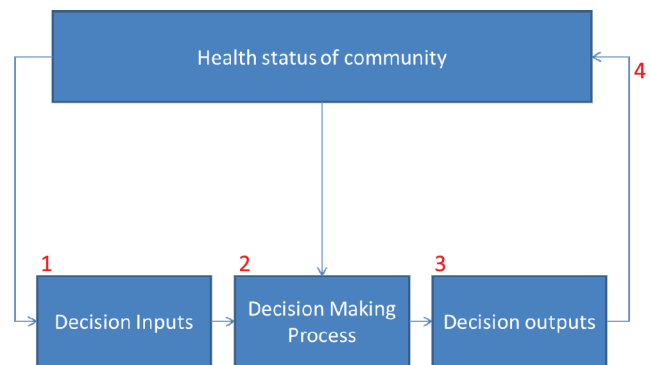 Health status of community
4
1
2
3
Decision Inputs
Decision Making
Process
Decision outputs